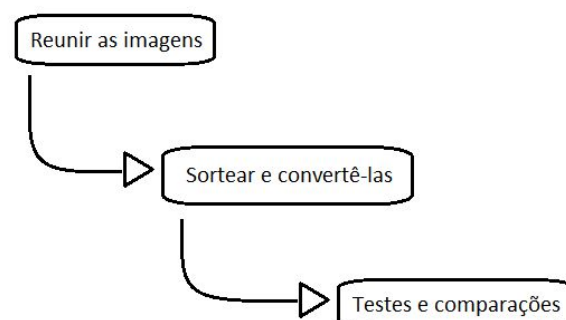 Reunir as imagens
Sortear e convertê-las
Testes e comparações